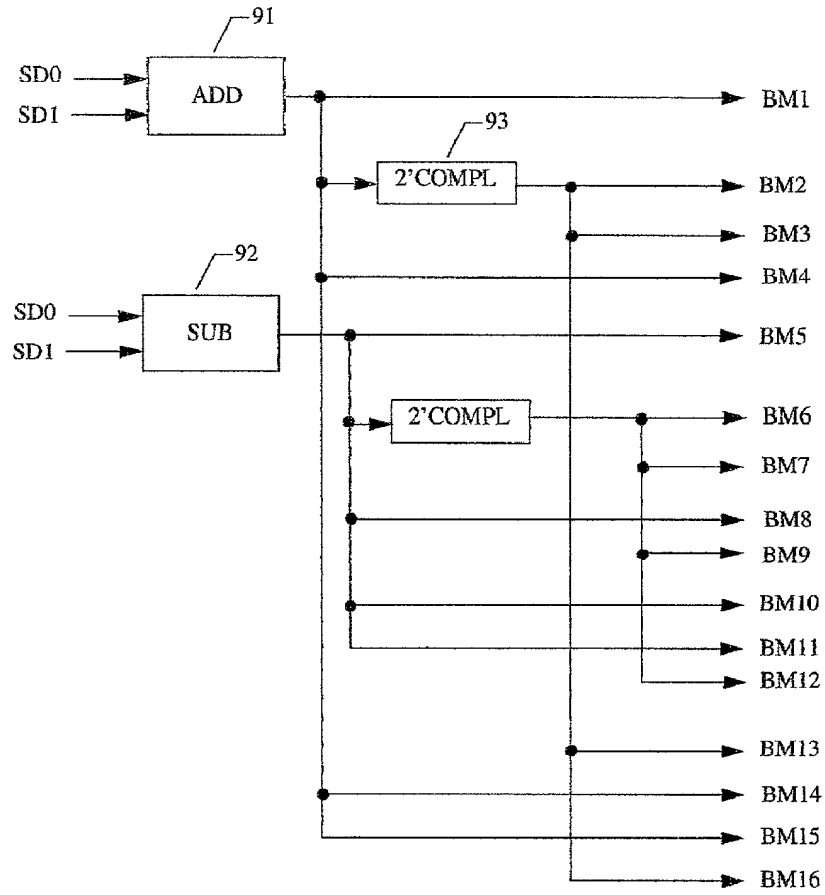 91
SD0
ADD
SD1
BM1
93
2'COMPL
BM2
BM3
92
BM4
SD0
SUB
SD1
BM5
2'COMPL
BM6
BM7
BM8
BM9
BM10
BM11
BM12
BM13
BM14
BM15
BM16